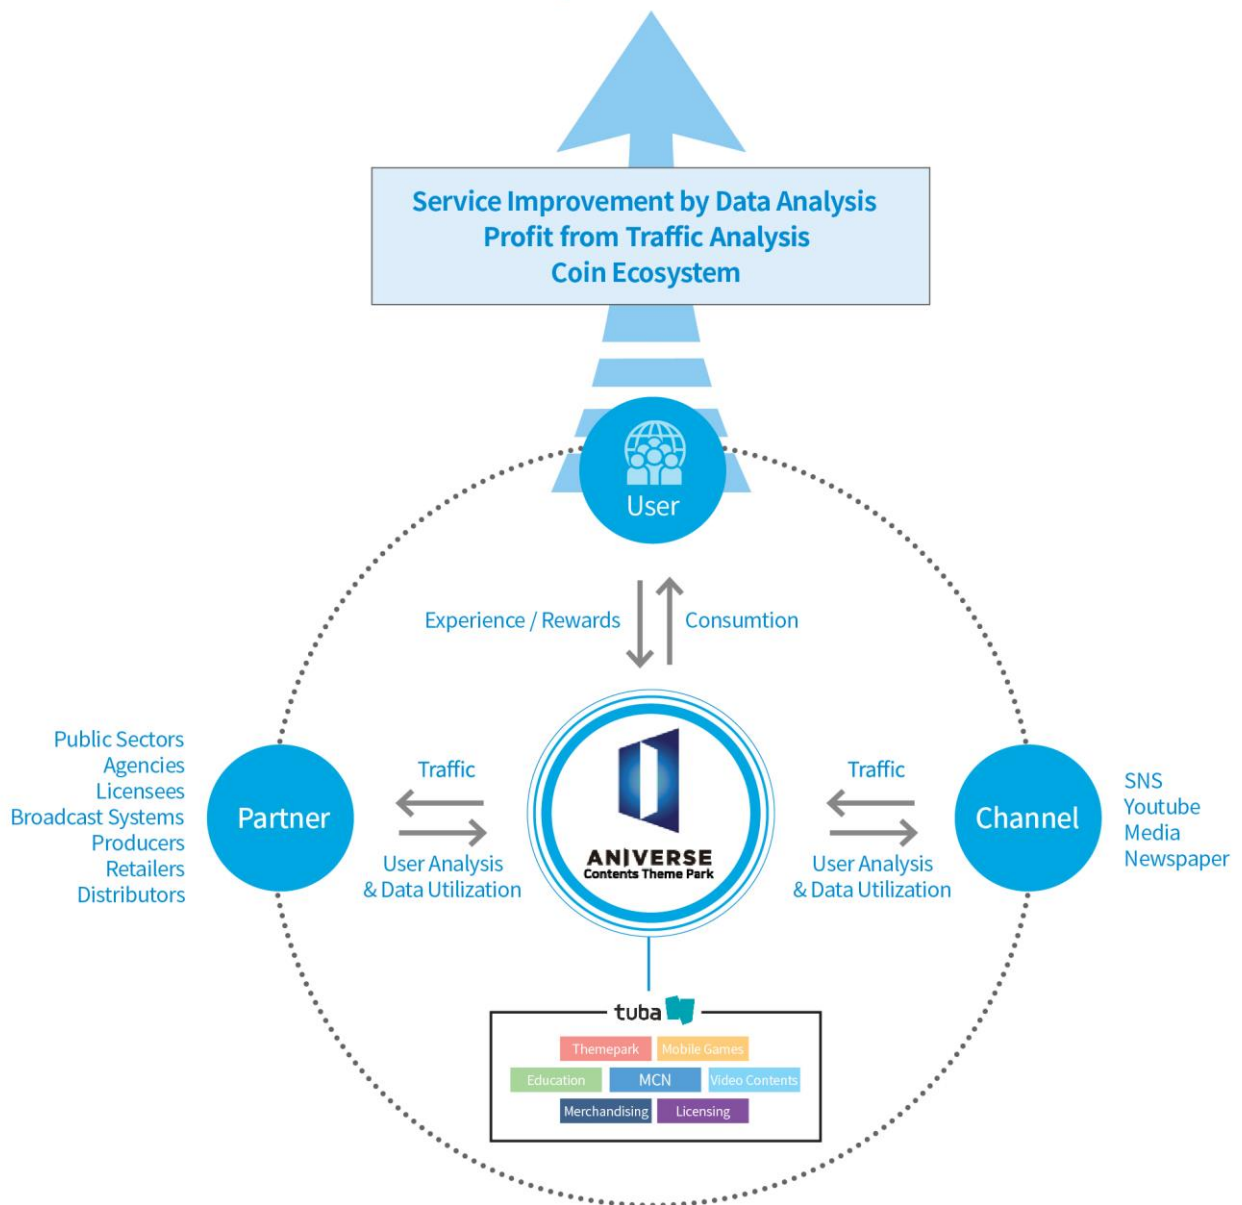 Service Improvement by Data Analysis
Profit from Traffic Analysis
Coin Ecosystem
User
Experience / Rewards
Consumtion
Public Sectors
Agencies
Licensees
Broadcast Systems
Producers
Retailers
Distributors
Partner
Traffic
User Analysis
& Data Utilization
ANIVERSE
Contents Theme Park
Traffic
User Analysis
& Data Utilization
Channel
SNS
Youtube
Media
Newspaper
tuba
Themepark
Mobile Games
Education
MCN
Video Contents
Merchandising
Licensing